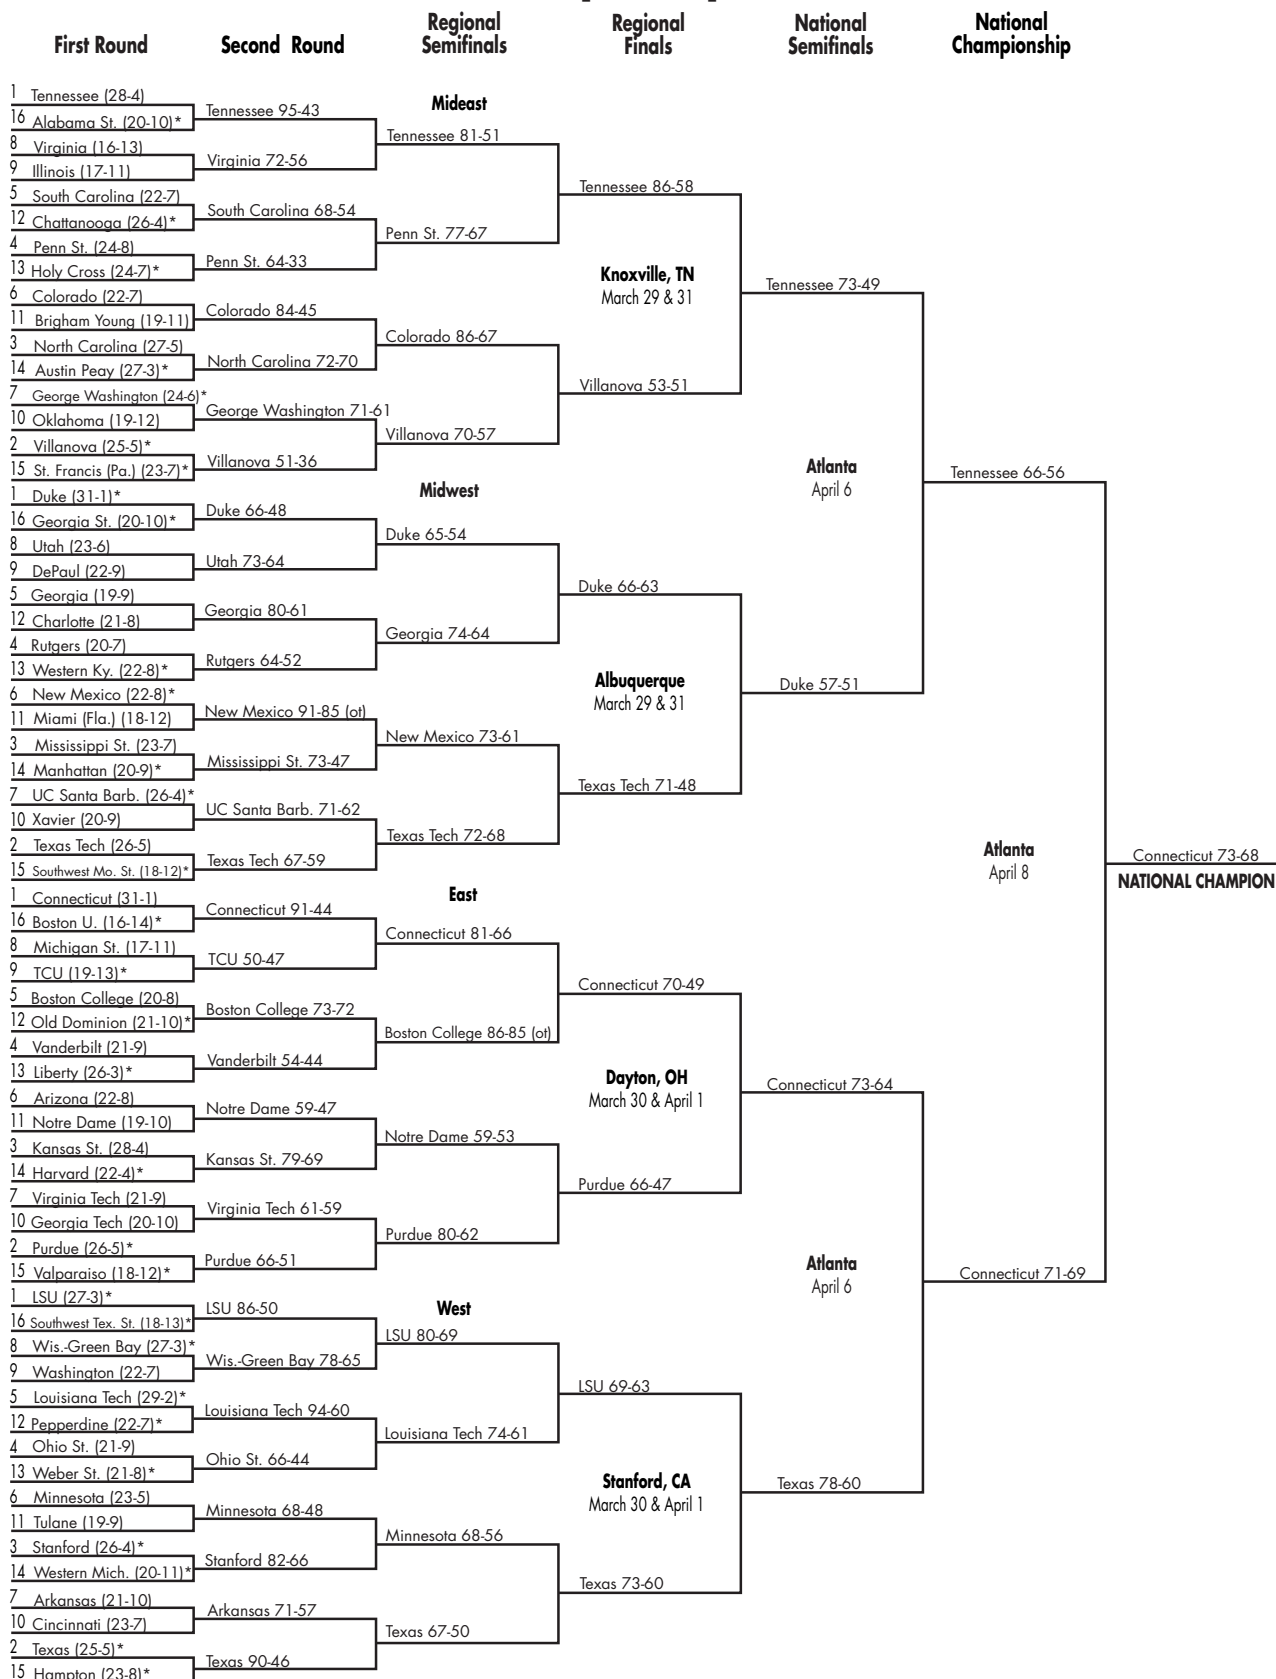 Regional
Semifinals
Regional
Finals
National
Semifinals
National
Championship
First Round
Second Round
1 Tennessee (28-4)
16 Alabama St. (20-10)*
8 Virginia (16-13)
9 Illinois (17-11)
5 South Carolina (22-7)
12 Chattanooga (26-4)*
4 Penn St. (24-8)
13 Holy Cross (24-7)*
6 Colorado (22-7)
11 Brigham Young (19-11)
3 North Carolina (27-5)
14 Austin Peay (27-3)*
7 George Washington (24-6)*
10 Oklahoma (19-12)
2 Villanova (25-5)*
15 St. Francis (Pa.) (23-7)*
1 Duke (31-1)*
16 Georgia St. (20-10)*
8 Utah (23-6)
9 DePaul (22-9)
5 Georgia (19-9)
12 Charlotte (21-8)
4 Rutgers (20-7)
13 Western Ky. (22-8)*
6 New Mexico (22-8)*
11 Miami (Fla.) (18-12)
3 Mississippi St. (23-7)
14 Manhattan (20-9)*
7 UC Santa Barb. (26-4)*
10 Xavier (20-9)
2 Texas Tech (26-5)
15 Southwest Mo. St. (18-12)*
1 Connecticut (31-1)
16 Boston U. (16-14)*
8 Michigan St. (17-11)
9 TCU (19-13)*
5 Boston College (20-8)
12 Old Dominion (21-10)*
4 Vanderbilt (21-9)
13 Liberty (26-3)*
6 Arizona (22-8)
11 Notre Dame (19-10)
3 Kansas St. (28-4)
14 Harvard (22-4)*
7 Virginia Tech (21-9)
10 Georgia Tech (20-10)
2 Purdue (26-5)*
15 Valparaiso (18-12)*
1 LSU (27-3)*
16 Southwest Tex. St. (18-13)*
8 Wis.-Green Bay (27-3)*
9 Washington (22-7)
5 Louisiana Tech (29-2)*
12 Pepperdine (22-7)*
4 Ohio St. (21-9)
13 Weber St. (21-8)*
6 Minnesota (23-5)
11 Tulane (19-9)
3 Stanford (26-4)*
14 Western Mich. (20-11)*
7 Arkansas (21-10)
10 Cincinnati (23-7)
2 Texas (25-5)*
15 Hampton (23-8)*
Tennessee 95-43
Virginia 72-56
South Carolina 68-54
Penn St. 64-33
Colorado 84-45
North Carolina 72-70
George Washington 71-61
Villanova 51-36
Duke 66-48
Utah 73-64
Georgia 80-61
Rutgers 64-52
New Mexico 91-85 (ot)
Mississippi St. 73-47
UC Santa Barb. 71-62
Texas Tech 67-59
Connecticut 91-44
TCU 50-47
Boston College 73-72
Vanderbilt 54-44
Notre Dame 59-47
Kansas St. 79-69
Virginia Tech 61-59
Purdue 66-51
LSU 86-50
Wis.-Green Bay 78-65
Louisiana Tech 94-60
Ohio St. 66-44
Minnesota 68-48
Stanford 82-66
Arkansas 71-57
Texas 90-46
Mideast
Tennessee 81-51
Penn St. 77-67
Colorado 86-67
Villanova 70-57
Midwest
Duke 65-54
Georgia 74-64
New Mexico 73-61
Texas Tech 72-68
East
Connecticut 81-66
Boston College 86-85 (ot)
Notre Dame 59-53
Purdue 80-62
West
LSU 80-69
Louisiana Tech 74-61
Minnesota 68-56
Texas 67-50
Tennessee 86-58
Knoxville, TN
March 29 & 31
Villanova 53-51
Duke 66-63
Albuquerque
March 29 & 31
Texas Tech 71-48
Connecticut 70-49
Dayton, OH
March 30 & April 1
Purdue 66-47
LSU 69-63
Stanford, CA
March 30 & April 1
Texas 73-60
Tennessee 73-49
Atlanta
April 6
Duke 57-51
Connecticut 73-64
Atlanta
April 6
Texas 78-60
Tennessee 66-56
Atlanta
April 8
Connecticut 71-69
Connecticut 73-68
NATIONAL CHAMPION